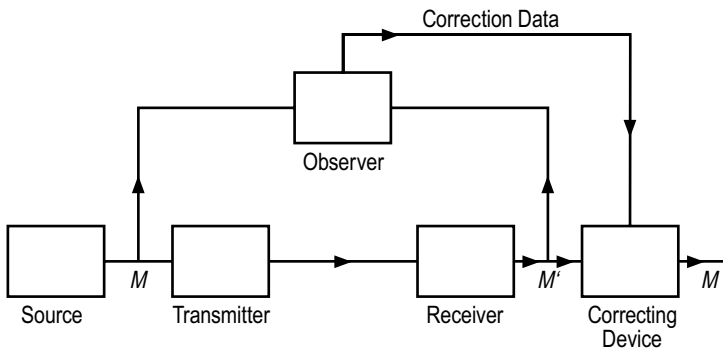 Correction Data
Observer
M
M'
M
Source
Transmitter
Receiver
Correcting
Device